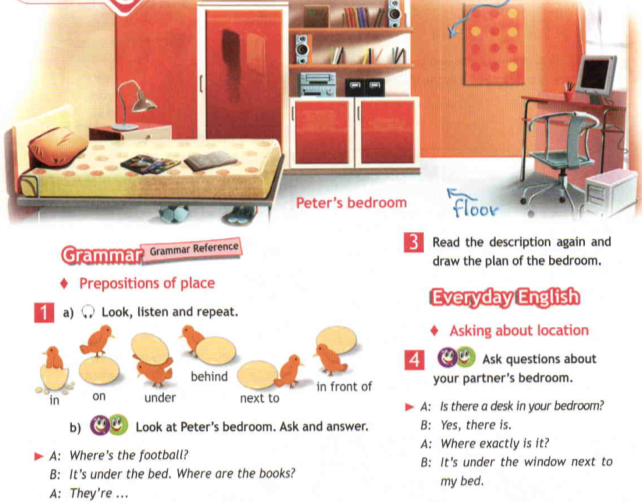 Peter's bedroom
floor
Grammar Grammar Reference
♦ Prepositions of place
1 a) Look, listen and repeat.
in
on
under
behind
next to
in front of
b) Look at Peter's bedroom. Ask and answer.
A: Where's the football?
B: It's under the bed. Where are the books?
A: They're ...
3 Read the description again and
draw the plan of the bedroom.
Everyday English
♦ Asking about location
4 Ask questions about
your partner's bedroom.
A: Is there a desk in your bedroom?
B: Yes, there is.
A: Where exactly is it?
B: It's under the window next to
my bed.